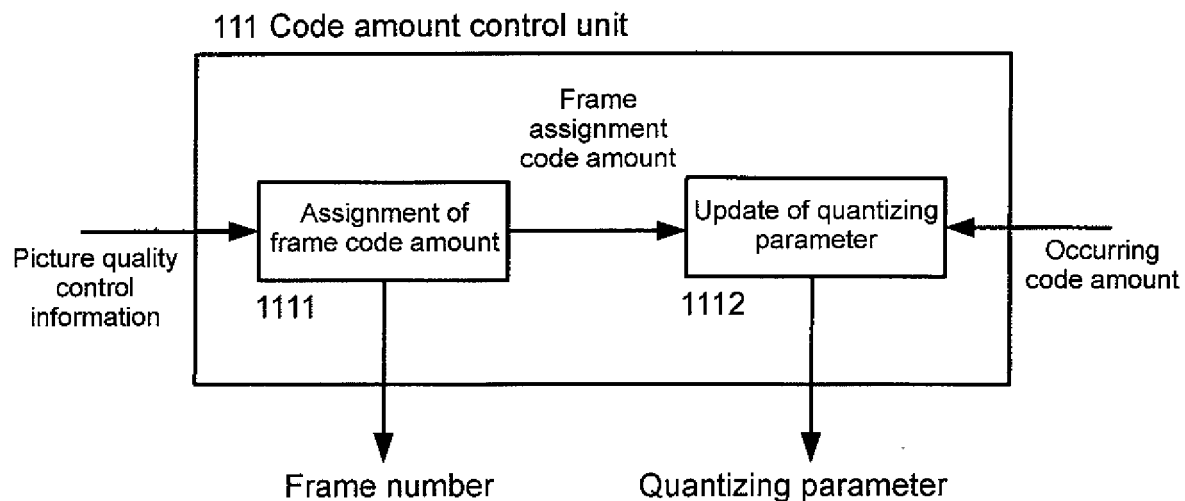 111 Code amount control unit
Frame
assignment
code amount
Assignment of
frame code amount
Update of quantizing
parameter
Picture quality
control
information
1111
1112
Occurring
code amount
Frame number
Quantizing parameter